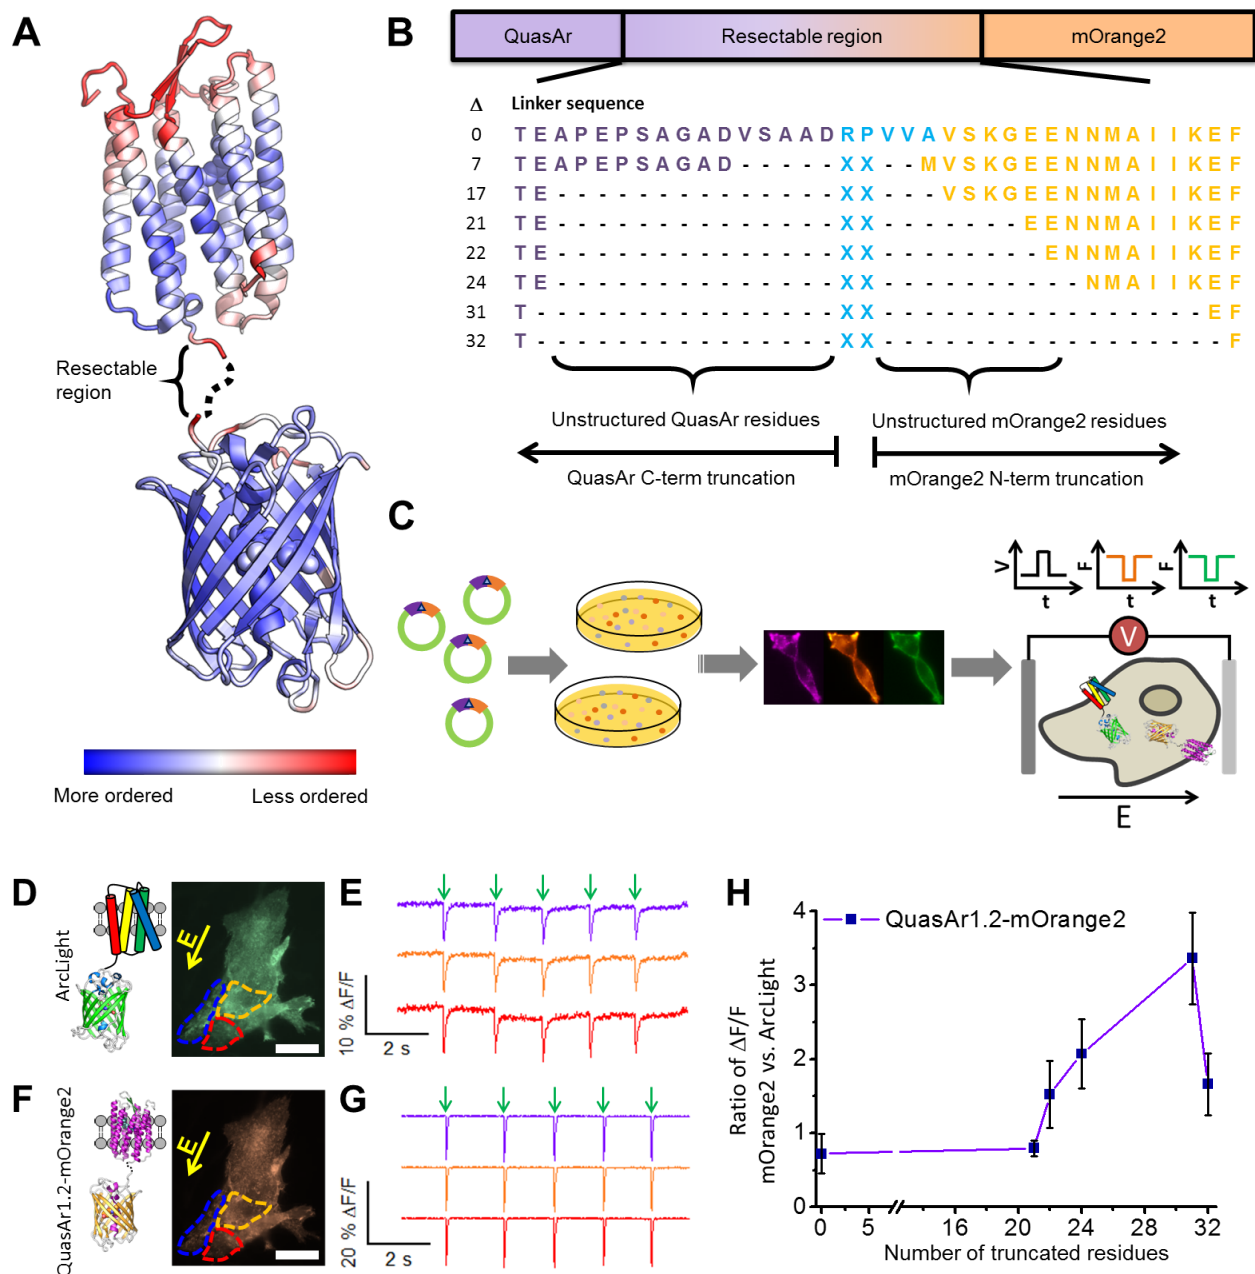 A
Resectable
region
More ordered
Less ordered
B
QuasAr
Resectable region
mOrange2
Δ Linker sequence
0 T E A P E P S A G A D V S A A D R P V V A V S K G E E N N M A I I K E F
7 T E A P E P S A G A D - - - - - X X - - M V S K G E E N N M A I I K E F
17 T E - - - - - - - - - - - - - - X X - - - V S K G E E N N M A I I K E F
21 T E - - - - - - - - - - - - - - X X - - - - - - - E E N N M A I I K E F
22 T E - - - - - - - - - - - - - - X X - - - - - - - - E N N M A I I K E F
24 T E - - - - - - - - - - - - - - X X - - - - - - - - - - N M A I I K E F
31 T - - - - - - - - - - - - - - - X X - - - - - - - - - - - - - - - - E F
32 T - - - - - - - - - - - - - - - X X - - - - - - - - - - - - - - - - - F
Unstructured QuasAr residues
Unstructured mOrange2 residues
QuasAr C-term truncation
mOrange2 N-term truncation
C
V
t
F
t
F
t
V
E
D
ArcLight
E
E
10 % ΔF/F
2 s
F
QuasAr1.2-mOrange2
E
G
20 % ΔF/F
2 s
H
QuasAr1.2-mOrange2
Ratio of ΔF/F
mOrange2 vs. ArcLight
4
3
2
1
0
0 5 16 20 24 28 32
Number of truncated residues